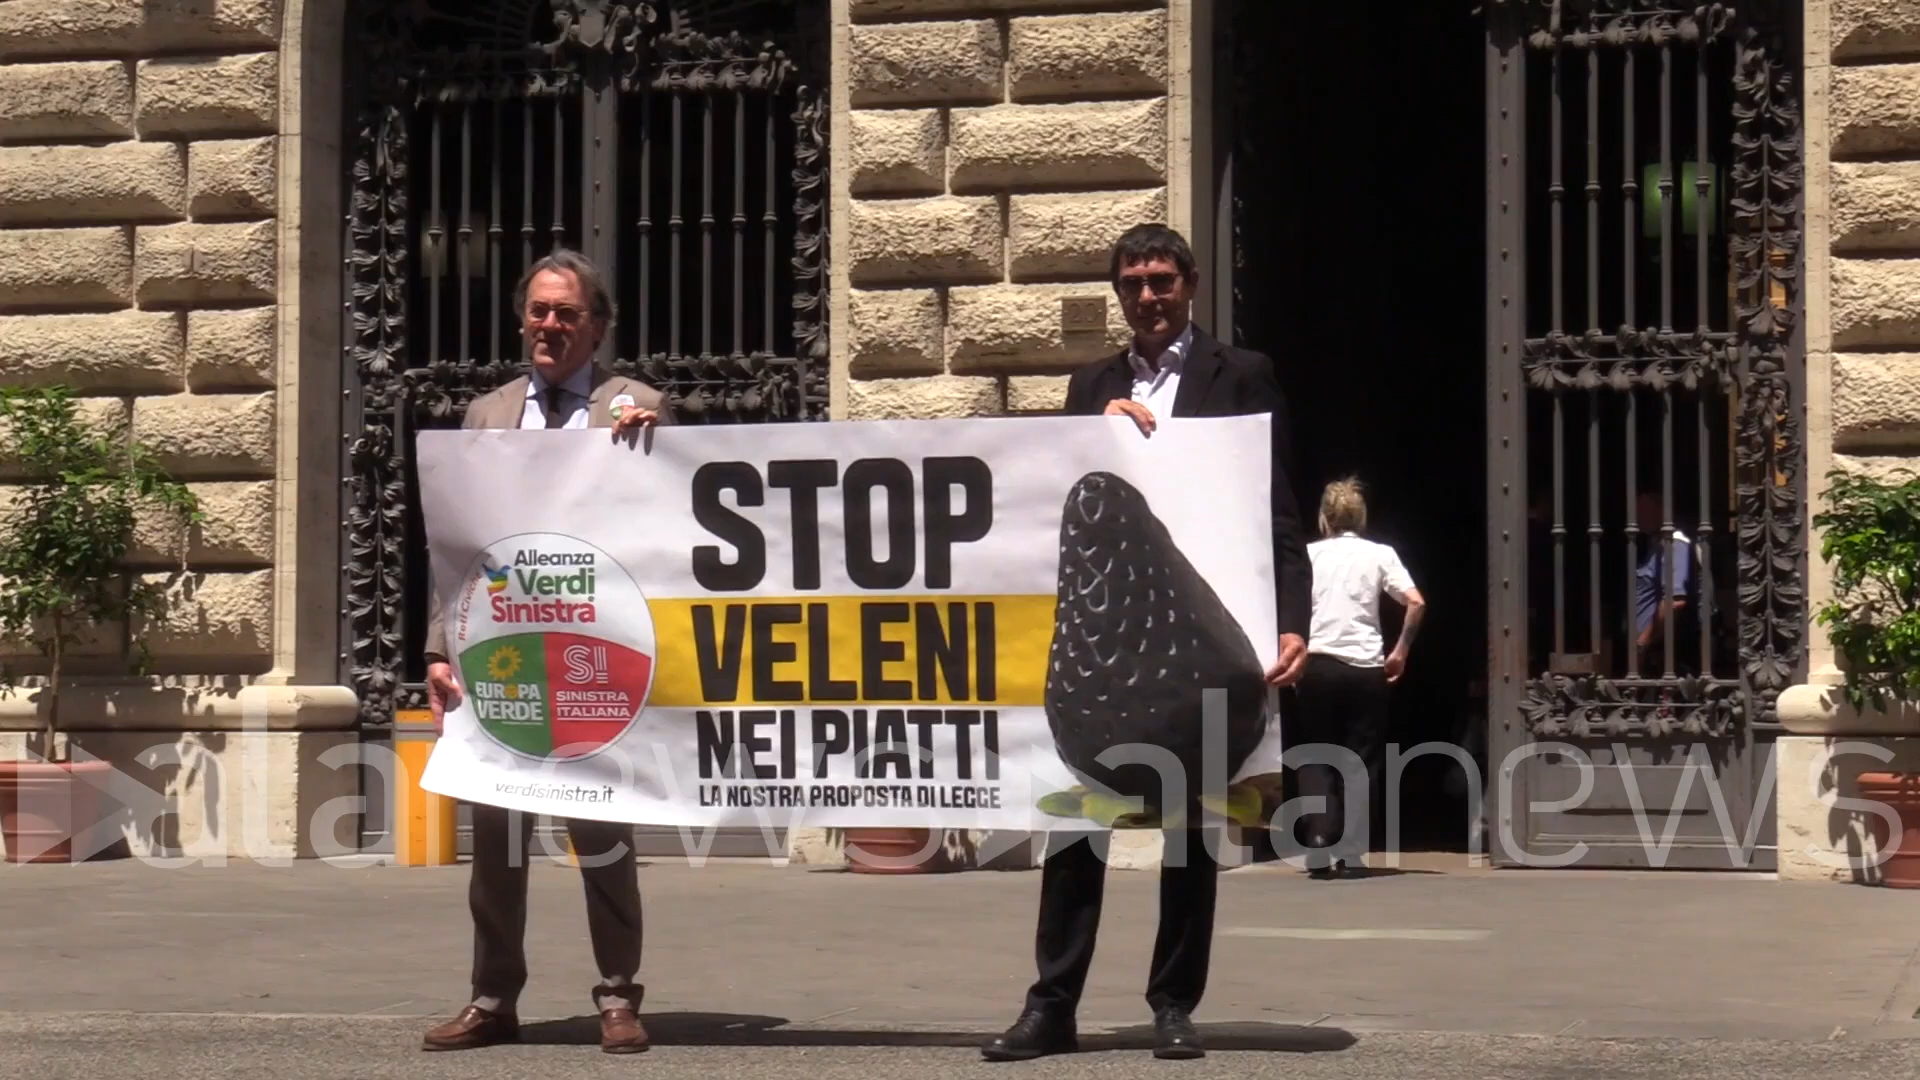 Alleanza
Verdi
Sinistra
Reti Civiche
EUROPA
VERDE
SI
SINISTRA
ITALIANA
verdisinistra.it
STOP
VELENI
NEI PIATTI
LA NOSTRA PROPOSTA DI LEGGE
alanews alanews